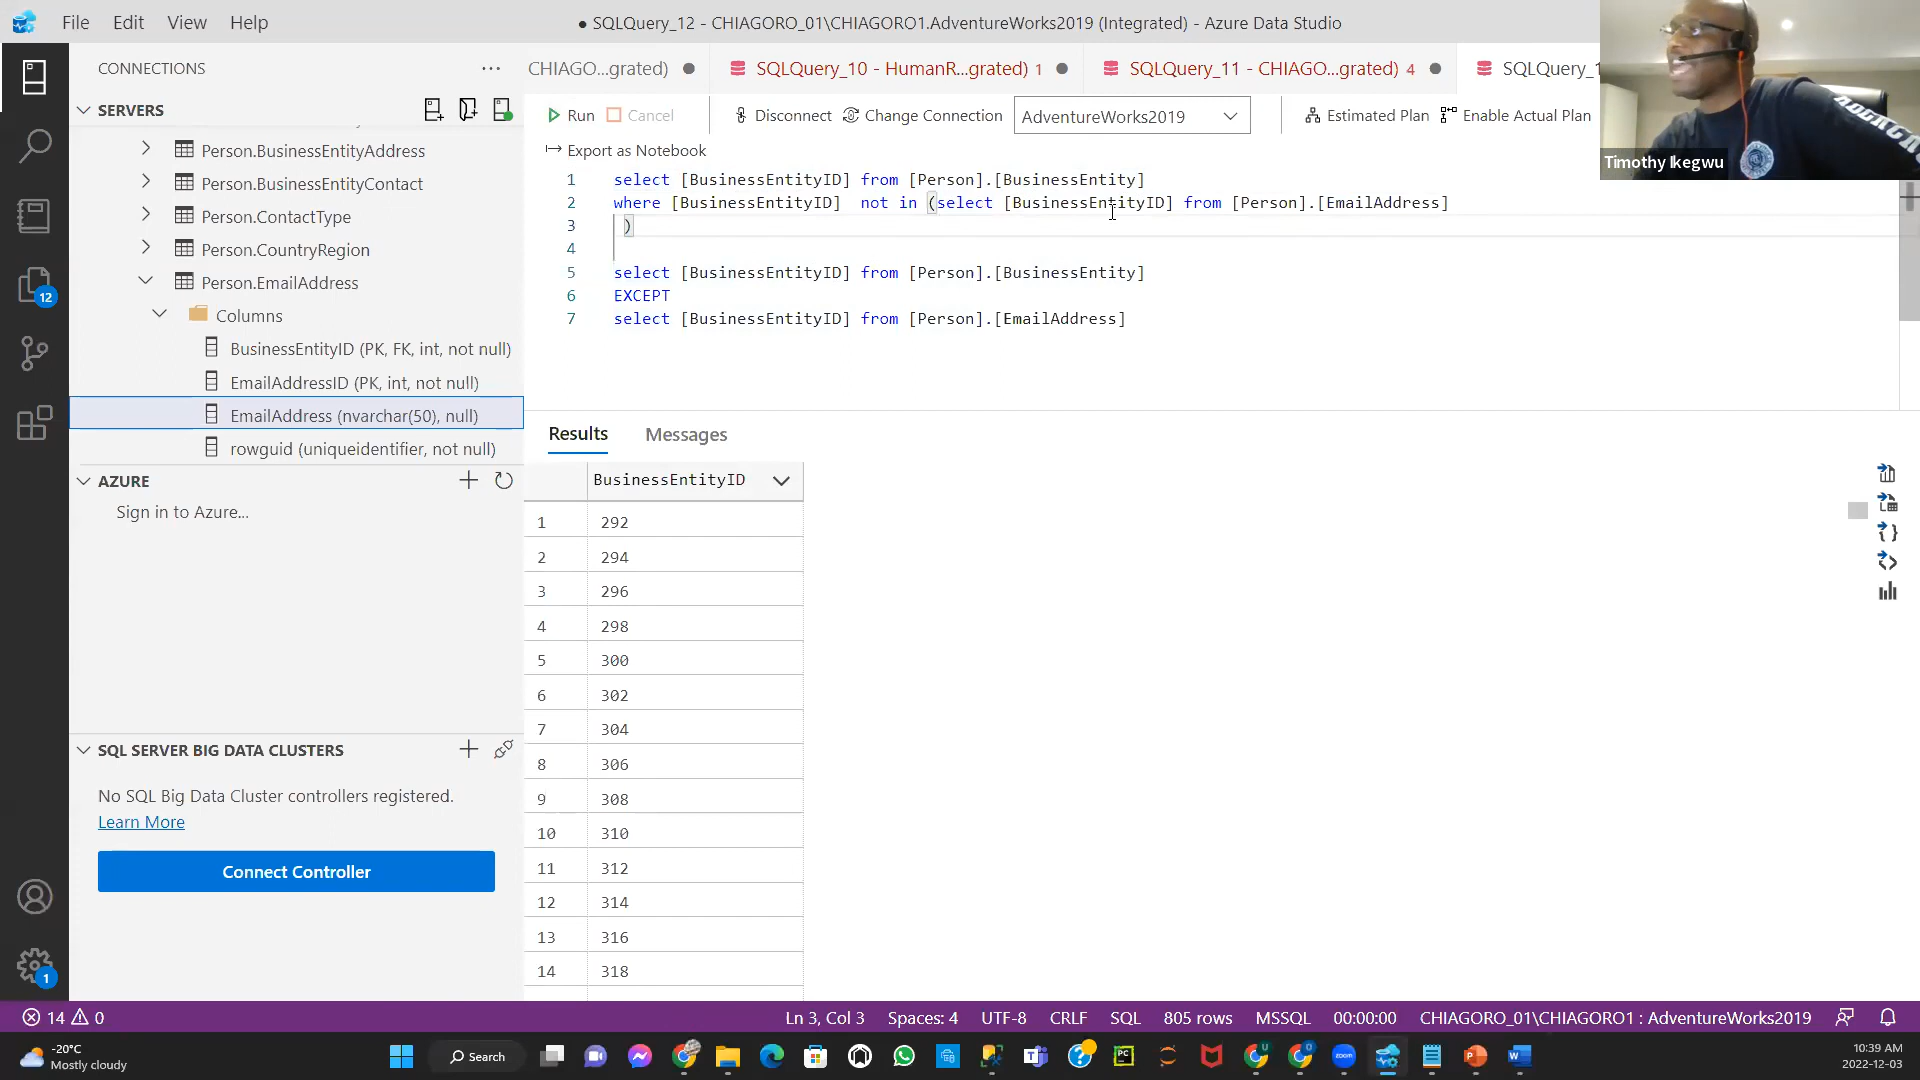 File Edit View Help
● SQLQuery_12 - CHIAGORO_01\CHIAGORO1.AdventureWorks2019 (Integrated) - Azure Data Studio
CONNECTIONS
CHIAGO...grated)
SQLQuery_10 - HumanR...grated) 1
SQLQuery_11 - CHIAGO...grated) 4
SQLQuery_1
SERVERS
Run Cancel Disconnect Change Connection AdventureWorks2019 Estimated Plan Enable Actual Plan
Export as Notebook
Timothy Ikegwu
Person.BusinessEntityAddress
Person.BusinessEntityContact
Person.ContactType
Person.CountryRegion
Person.EmailAddress
Columns
BusinessEntityID (PK, FK, int, not null)
EmailAddressID (PK, int, not null)
EmailAddress (nvarchar(50), null)
rowguid (uniqueidentifier, not null)
AZURE
Sign in to Azure...
SQL SERVER BIG DATA CLUSTERS
No SQL Big Data Cluster controllers registered.
Learn More
Connect Controller
12
1
1 select [BusinessEntityID] from [Person].[BusinessEntity]
2 where [BusinessEntityID]  not in (select [BusinessEntityID] from [Person].[EmailAddress]
3 )
4
5 select [BusinessEntityID] from [Person].[BusinessEntity]
6 EXCEPT
7 select [BusinessEntityID] from [Person].[EmailAddress]
Results Messages
BusinessEntityID
1 292
2 294
3 296
4 298
5 300
6 302
7 304
8 306
9 308
10 310
11 312
12 314
13 316
14 318
14 0
Ln 3, Col 3 Spaces: 4 UTF-8 CRLF SQL 805 rows MSSQL 00:00:00 CHIAGORO_01\CHIAGORO1 : AdventureWorks2019
-20°C
Mostly cloudy
Search
10:39 AM
2022-12-03